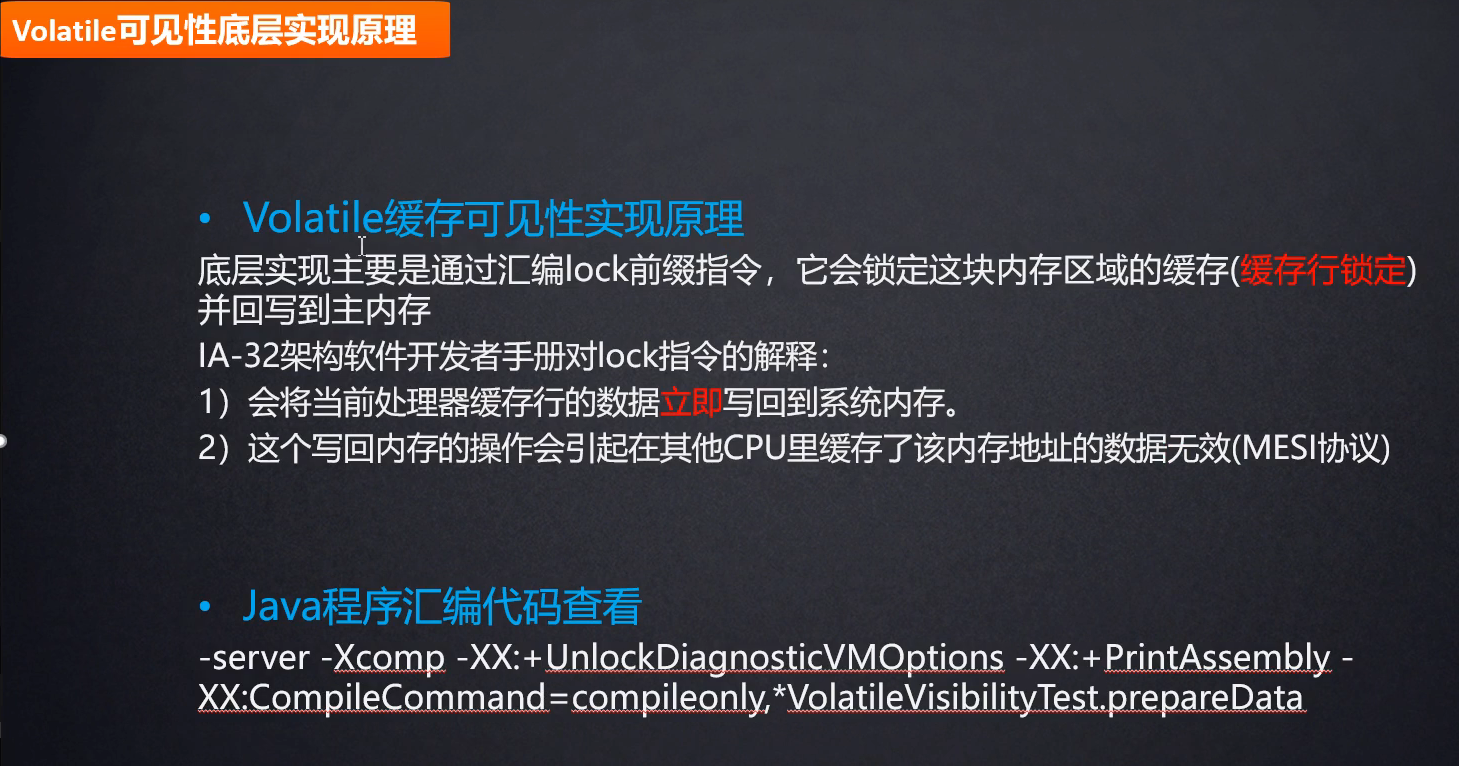 Volatile可见性底层实现原理
• Volatile缓存可见性实现原理
底层实现主要是通过汇编lock前缀指令，它会锁定这块内存区域的缓存(缓存行锁定)
并回写到主内存
IA-32架构软件开发者手册对lock指令的解释：
1）会将当前处理器缓存行的数据立即写回到系统内存。
2）这个写回内存的操作会引起在其他CPU里缓存了该内存地址的数据无效(MESI协议)
• Java程序汇编代码查看
-server -Xcomp -XX:+UnlockDiagnosticVMOptions -XX:+PrintAssembly -
XX:CompileCommand=compileonly,*VolatileVisibilityTest.prepareData